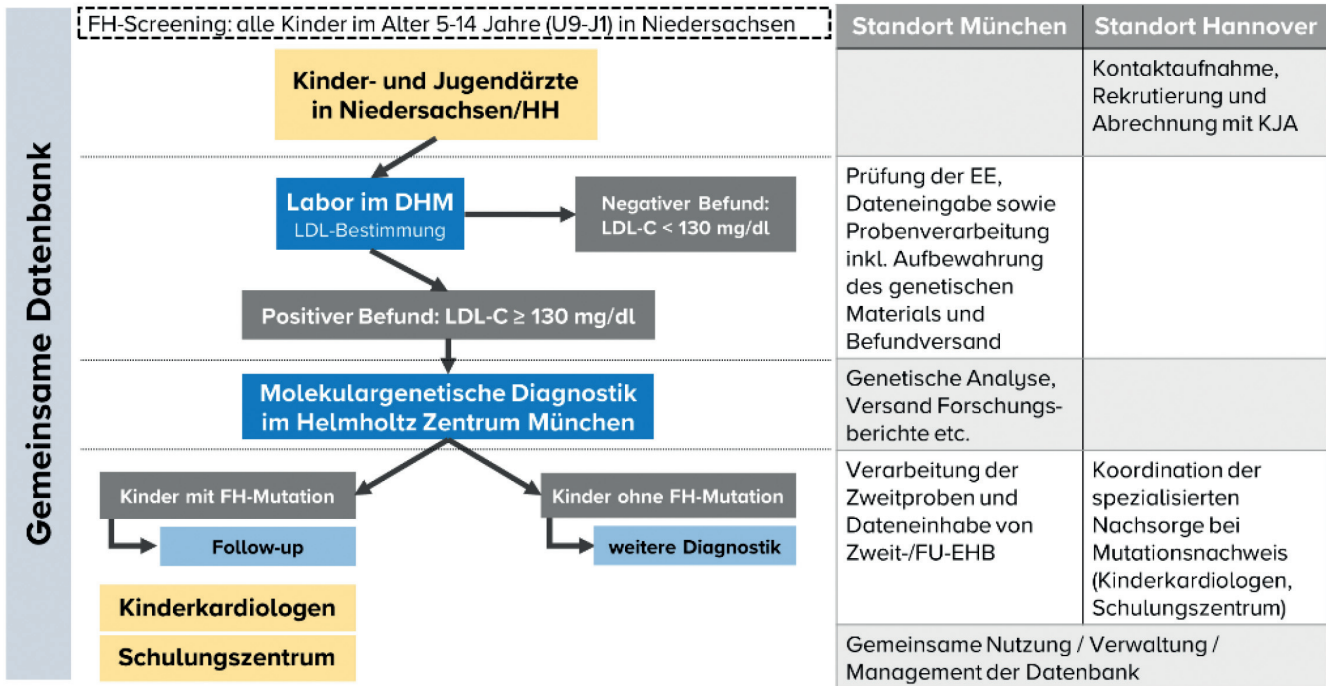 Gemeinsame Datenbank
FH-Screening: alle Kinder im Alter 5-14 Jahre (U9-J1) in Niedersachsen
Kinder- und Jugendärzte
in Niedersachsen/HH
Labor im DHM
LDL-Bestimmung
Negativer Befund:
LDL-C < 130 mg/dl
Positiver Befund: LDL-C ≥ 130 mg/dl
Molekulargenetische Diagnostik
im Helmholtz Zentrum München
Kinder mit FH-Mutation
Follow-up
Kinder ohne FH-Mutation
weitere Diagnostik
Kinderkardiologen
Schulungszentrum
Standort München
Standort Hannover
Kontaktaufnahme,
Rekrutierung und
Abrechnung mit KJA
Prüfung der EE,
Dateneingabe sowie
Probenverarbeitung
inkl. Aufbewahrung
des genetischen
Materials und
Befundversand
Genetische Analyse,
Versand Forschungs-
berichte etc.
Verarbeitung der
Zweitproben und
Dateneinhabe von
Zweit-/FU-EHB
Koordination der
spezialisierten
Nachsorge bei
Mutationsnachweis
(Kinderkardiologen,
Schulungszentrum)
Gemeinsame Nutzung / Verwaltung /
Management der Datenbank